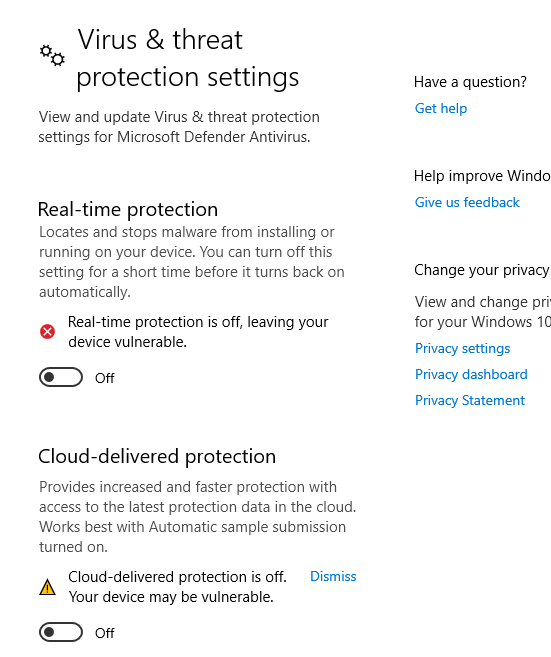 Virus & threat
protection settings
View and update Virus & threat protection
settings for Microsoft Defender Antivirus.
Real-time protection
Locates and stops malware from installing or
running on your device. You can turn off this
setting for a short time before it turns back on
automatically.
Real-time protection is off, leaving your
device vulnerable.
Off
Cloud-delivered protection
Provides increased and faster protection with
access to the latest protection data in the cloud.
Works best with Automatic sample submission
turned on.
Cloud-delivered protection is off.
Your device may be vulnerable.
Dismiss
Off
Have a question?
Get help
Help improve Windo
Give us feedback
Change your privacy
View and change pri
for your Windows 10
Privacy settings
Privacy dashboard
Privacy Statement